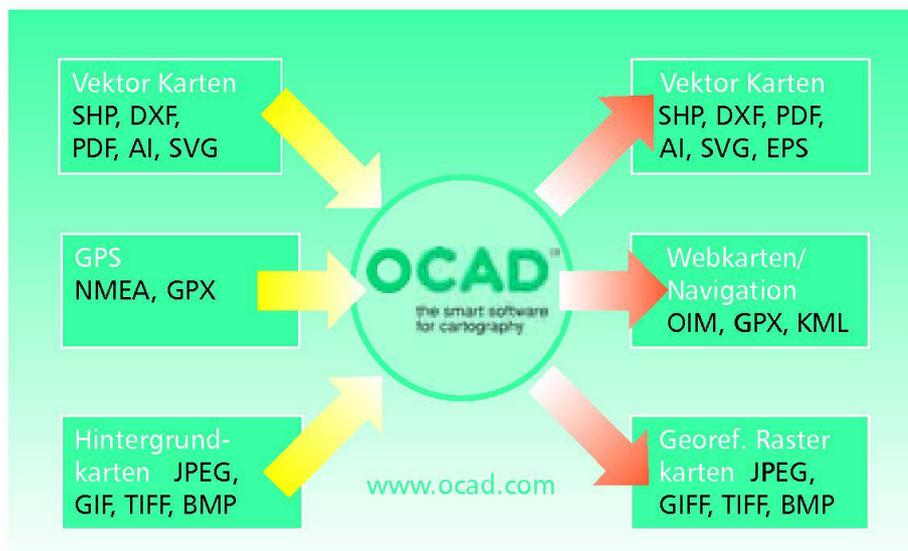 Vektor Karten
SHP, DXF,
PDF, AI, SVG
GPS
NMEA, GPX
Hintergrund-
karten JPEG,
GIF, TIFF, BMP
OCAD™
the smart software
for cartography
www.ocad.com
Vektor Karten
SHP, DXF, PDF,
AI, SVG, EPS
Webkarten/
Navigation
OIM, GPX, KML
Georef. Raster
karten JPEG,
GIFF, TIFF, BMP